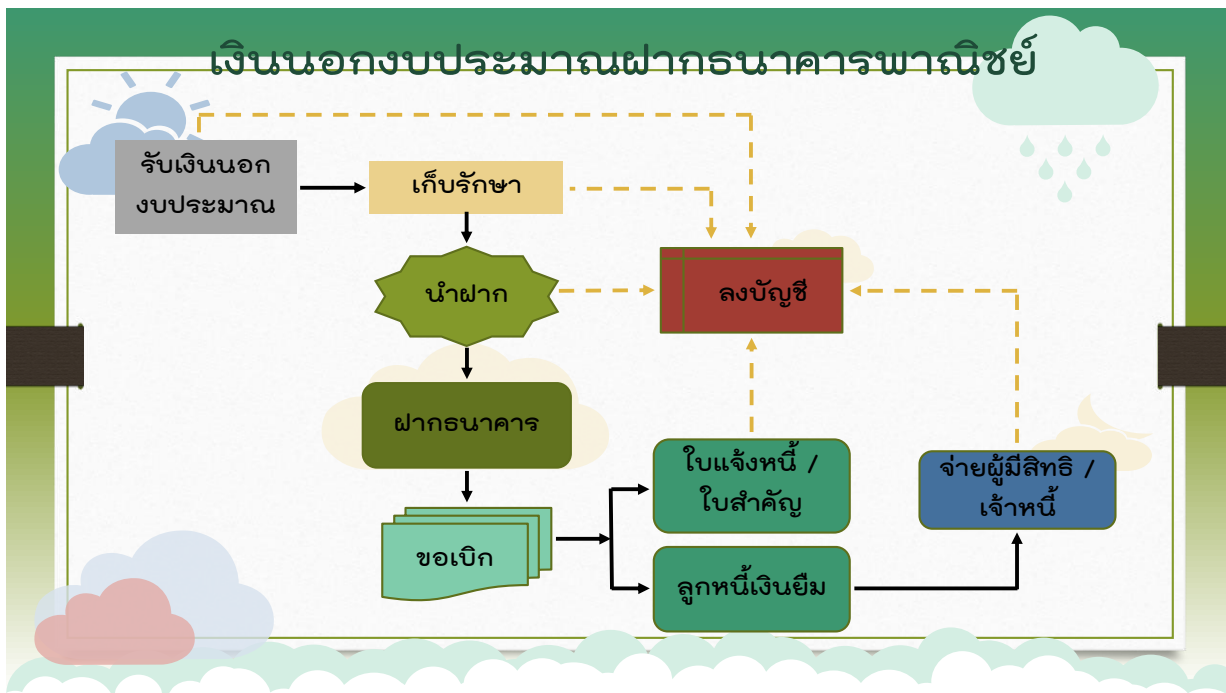 เงินนอกงบประมาณฝากธนาคารพาณิชย์
รับเงินนอก
งบประมาณ
เก็บรักษา
นำฝาก
ลงบัญชี
ฝากธนาคาร
ใบแจ้งหนี้ /
ใบสำคัญ
จ่ายผู้มีสิทธิ /
เจ้าหนี้
ขอเบิก
ลูกหนี้เงินยืม